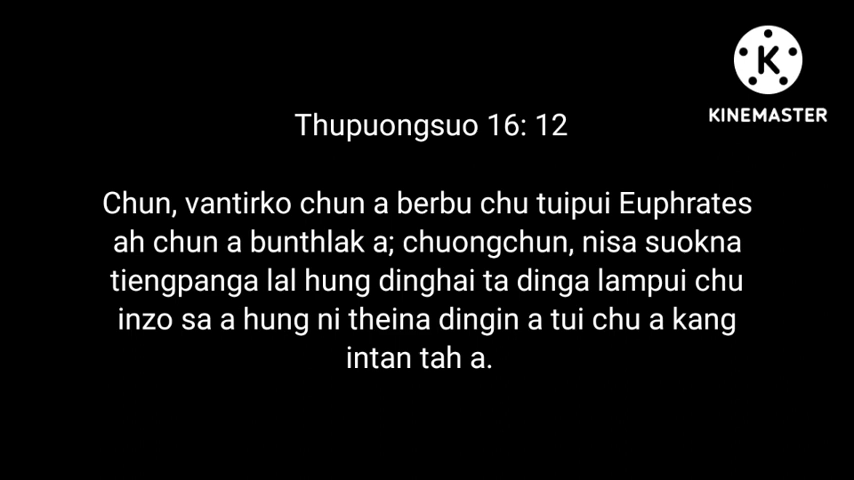 KINEMASTER
Thupuongsuo 16: 12
Chun, vantirko chun a berbu chu tuipui Euphrates
ah chun a bunthlak a; chuongchun, nisa suokna
tiengpanga lal hung dinghai ta dinga lampui chu
inzo sa a hung ni theina dingin a tui chu a kang
intan tah a.